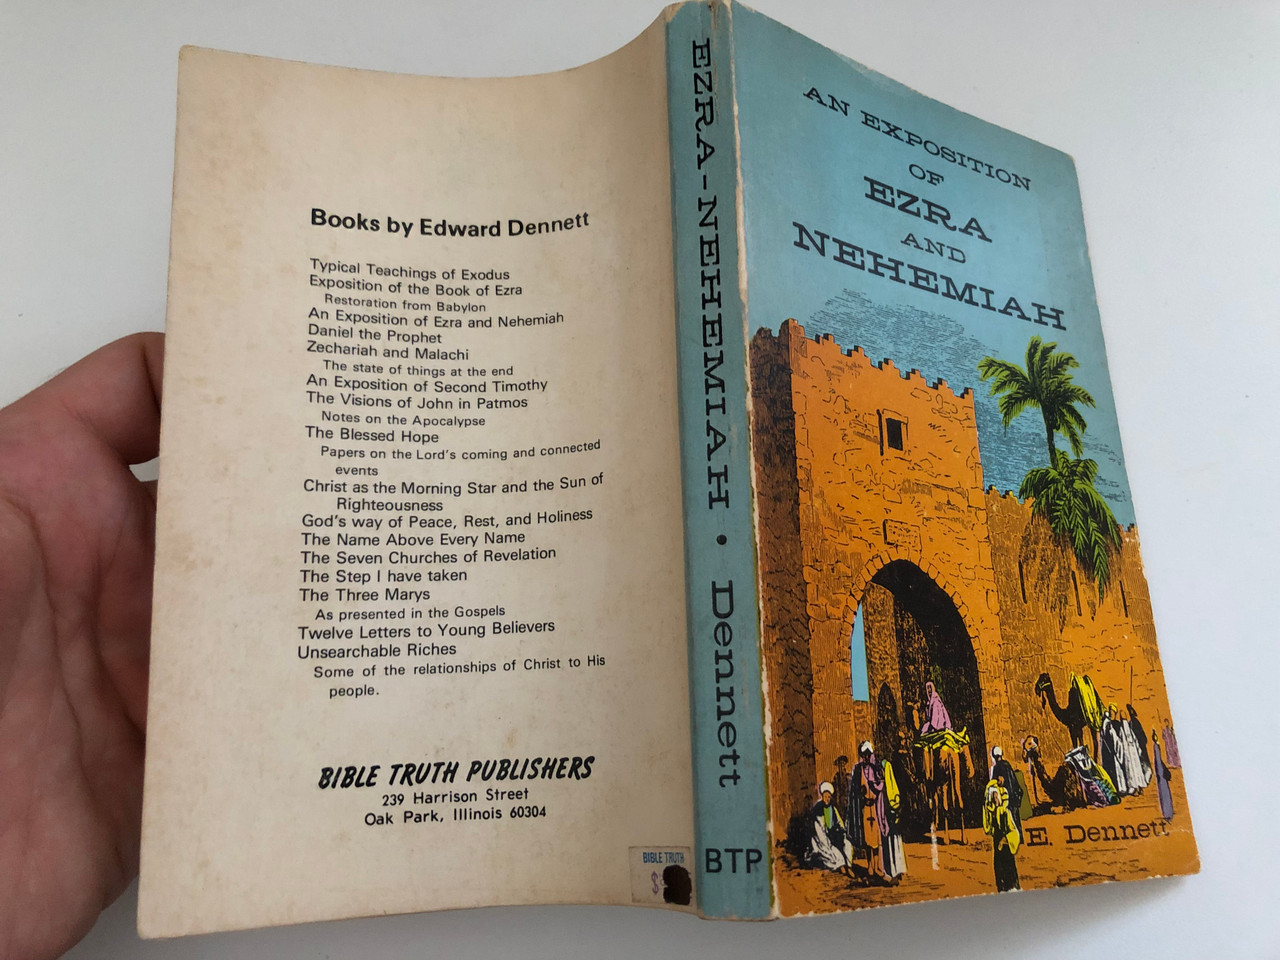 Books by Edward Dennett
Typical Teachings of Exodus
Exposition of the Book of Ezra
Restoration from Babylon
An Exposition of Ezra and Nehemiah
Daniel the Prophet
Zechariah and Malachi
The state of things at the end
An Exposition of Second Timothy
The Visions of John in Patmos
Notes on the Apocalypse
The Blessed Hope
Papers on the Lord's coming and connected
events
Christ as the Morning Star and the Sun of
Righteousness
God's way of Peace, Rest, and Holiness
The Name Above Every Name
The Seven Churches of Revelation
The Step I have taken
The Three Marys
As presented in the Gospels
Twelve Letters to Young Believers
Unsearchable Riches
Some of the relationships of Christ to His
people.
BIBLE TRUTH PUBLISHERS
239 Harrison Street
Oak Park, Illinois 60304
BIBLE TRUTH
$
EZRA-NEHEMIAH • Dennett
BTP
AN EXPOSITION
OF
EZRA
AND
NEHEMIAH
E. Dennett